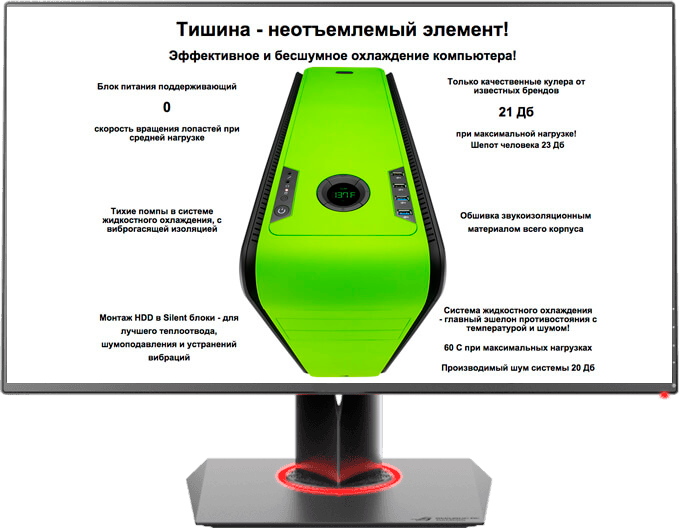 Тишина - неотъемлемый элемент!
Эффективное и бесшумное охлаждение компьютера!
Блок питания поддерживающий
0
скорость вращения лопастей при
средней нагрузке
Тихие помпы в системе
жидкостного охлаждения, с
виброгасящей изоляцией
Монтаж HDD в Silent блоки - для
лучшего теплоотвода,
шумоподавления и устранений
вибраций
137F
Только качественные кулера от
известных брендов
21 Дб
при максимальной нагрузке!
Шепот человека 23 Дб
Обшивка звукоизоляционным
материалом всего корпуса
Система жидкостного охлаждения
- главный эшелон противостояния с
температурой и шумом!
60 С при максимальных нагрузках
Производимый шум системы 20 Дб